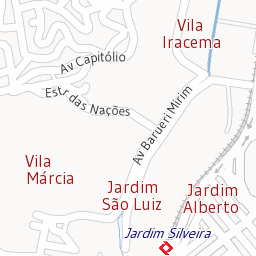 Vila
Iracema
Av Capitólio
Estr das Nações
Av Barueri Mirim
Vila
Márcia
Jardim
São Luiz
Jardim
Alberto
Jardim Silveira